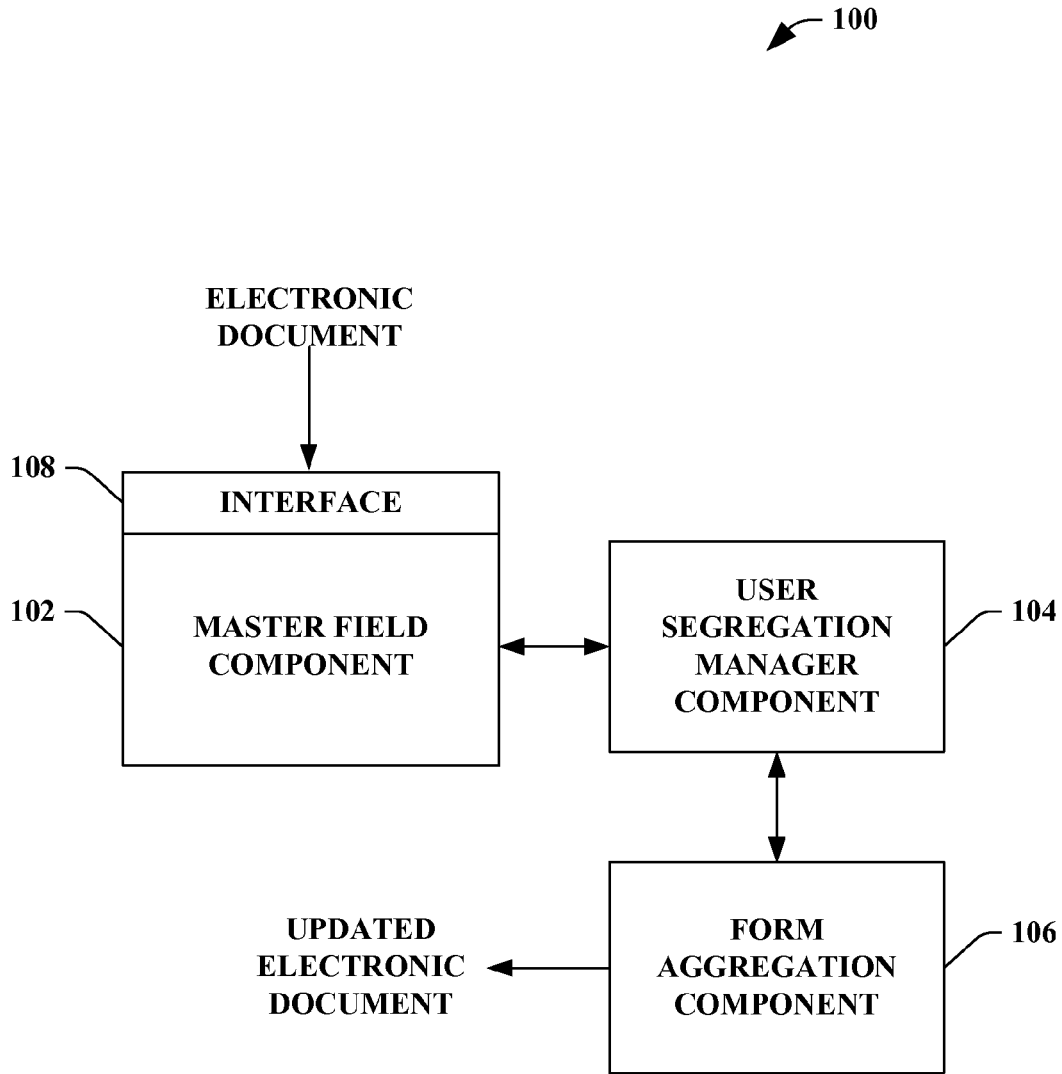 100
ELECTRONIC
DOCUMENT
108
INTERFACE
102
MASTER FIELD
COMPONENT
USER
SEGREGATION
MANAGER
COMPONENT
104
UPDATED
ELECTRONIC
DOCUMENT
FORM
AGGREGATION
COMPONENT
106